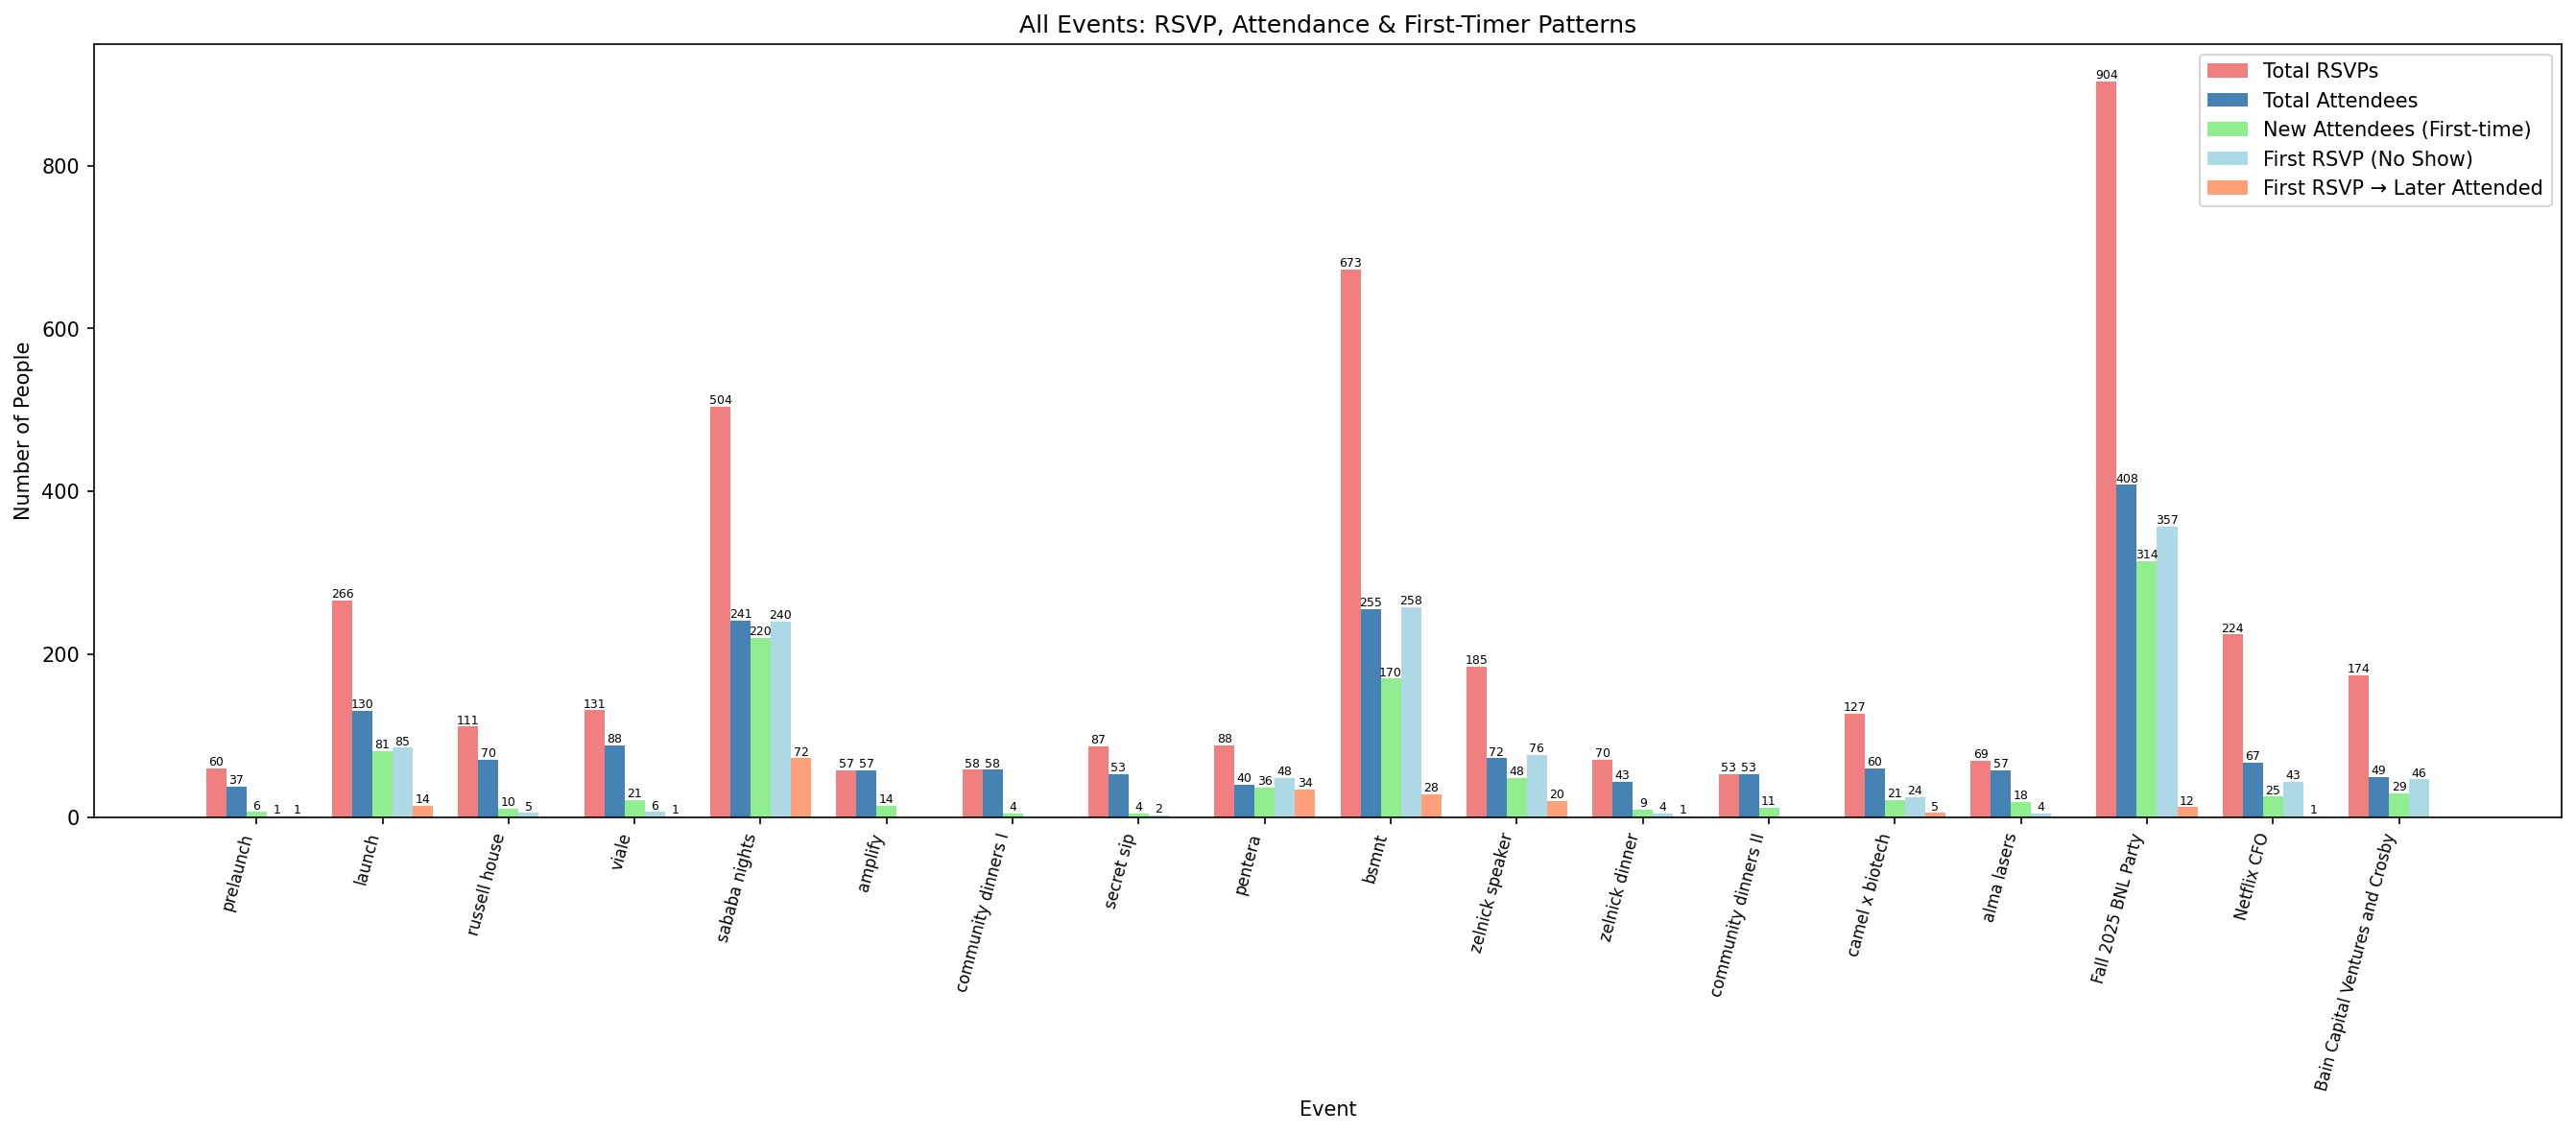 All Events: RSVP, Attendance & First-Timer Patterns
Total RSVPs
Total Attendees
New Attendees (First-time)
First RSVP (No Show)
First RSVP → Later Attended
Number of People
800
600
400
200
0
60 37 6 1 1
266 130 81 85 14
111 70 10 5
131 88 21 6 1
504 241 220 240 72
57 57 14
58 58 4
87 53 4 2
88 40 36 48 34
673 255 170 258 28
185 72 48 76 20
70 43 9 4 1
53 53 11
127 60 21 24 5
69 57 18 4
904 408 314 357 12
224 67 25 43 1
174 49 29 46
prelaunch
launch
russell house
viale
sababa nights
amplify
community dinners I
secret sip
pentera
bsmnt
zelnick speaker
zelnick dinner
community dinners II
camel x biotech
alma lasers
Fall 2025 BNL Party
Netflix CFO
Bain Capital Ventures and Crosby
Event